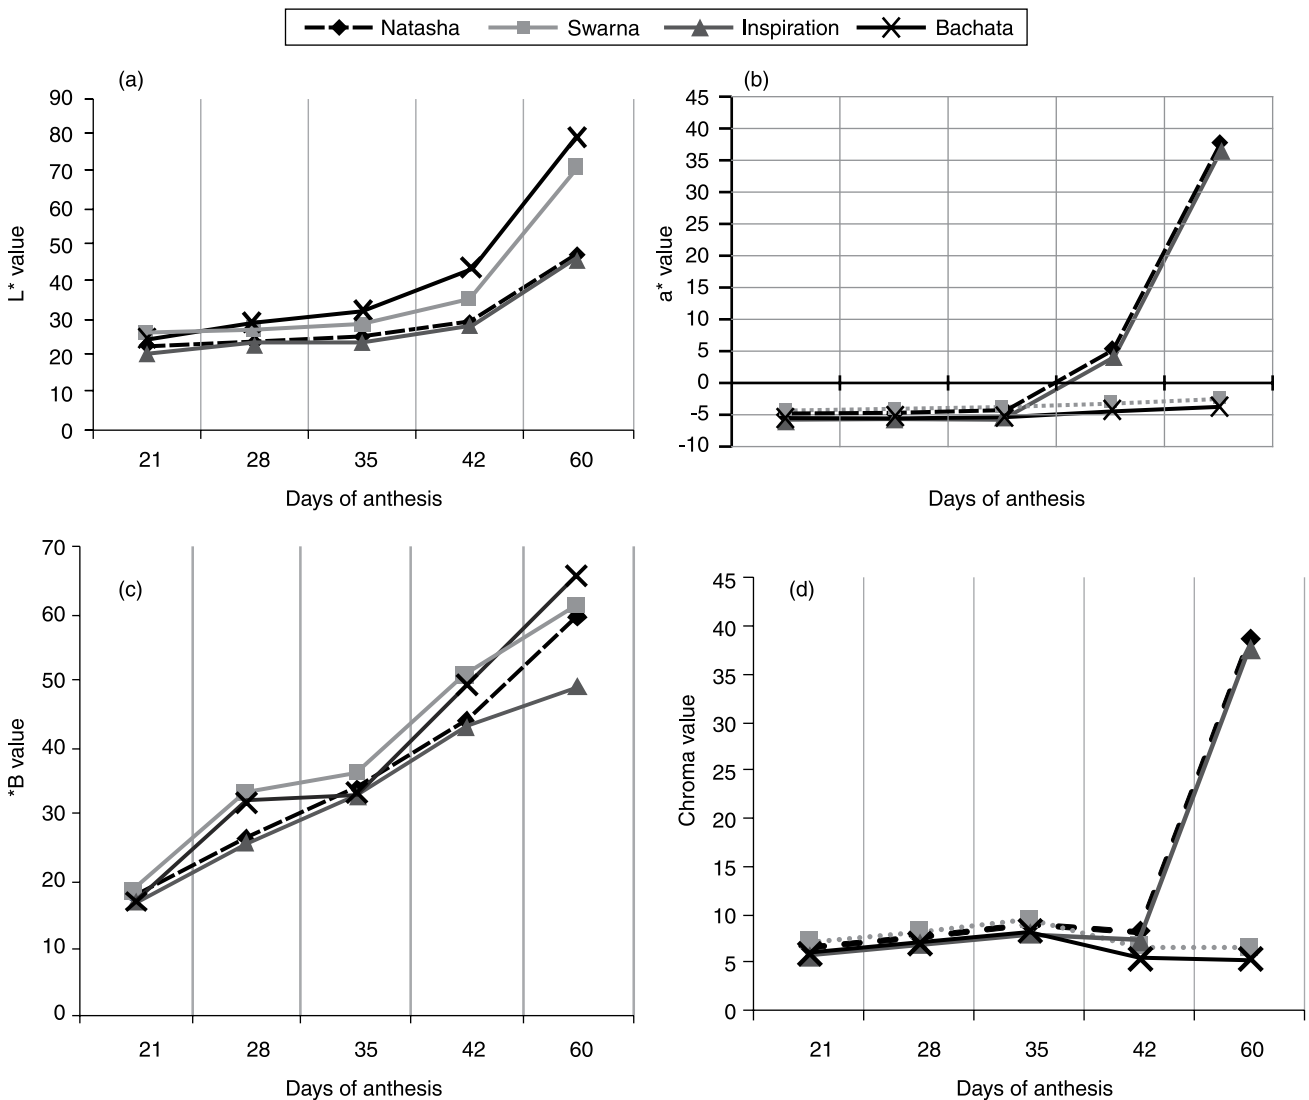 Natasha Swarna Inspiration Bachata
(a)
90
80
70
60
50
40
30
20
10
0
L* value
21 28 35 42 60
Days of anthesis
(b)
45
40
35
30
25
20
15
10
5
0
-5
-10
a* value
Days of anthesis
(c)
70
60
50
40
30
20
10
0
*B value
21 28 35 42 60
Days of anthesis
(d)
45
40
35
30
25
20
15
10
5
0
Chroma value
21 28 35 42 60
Days of anthesis